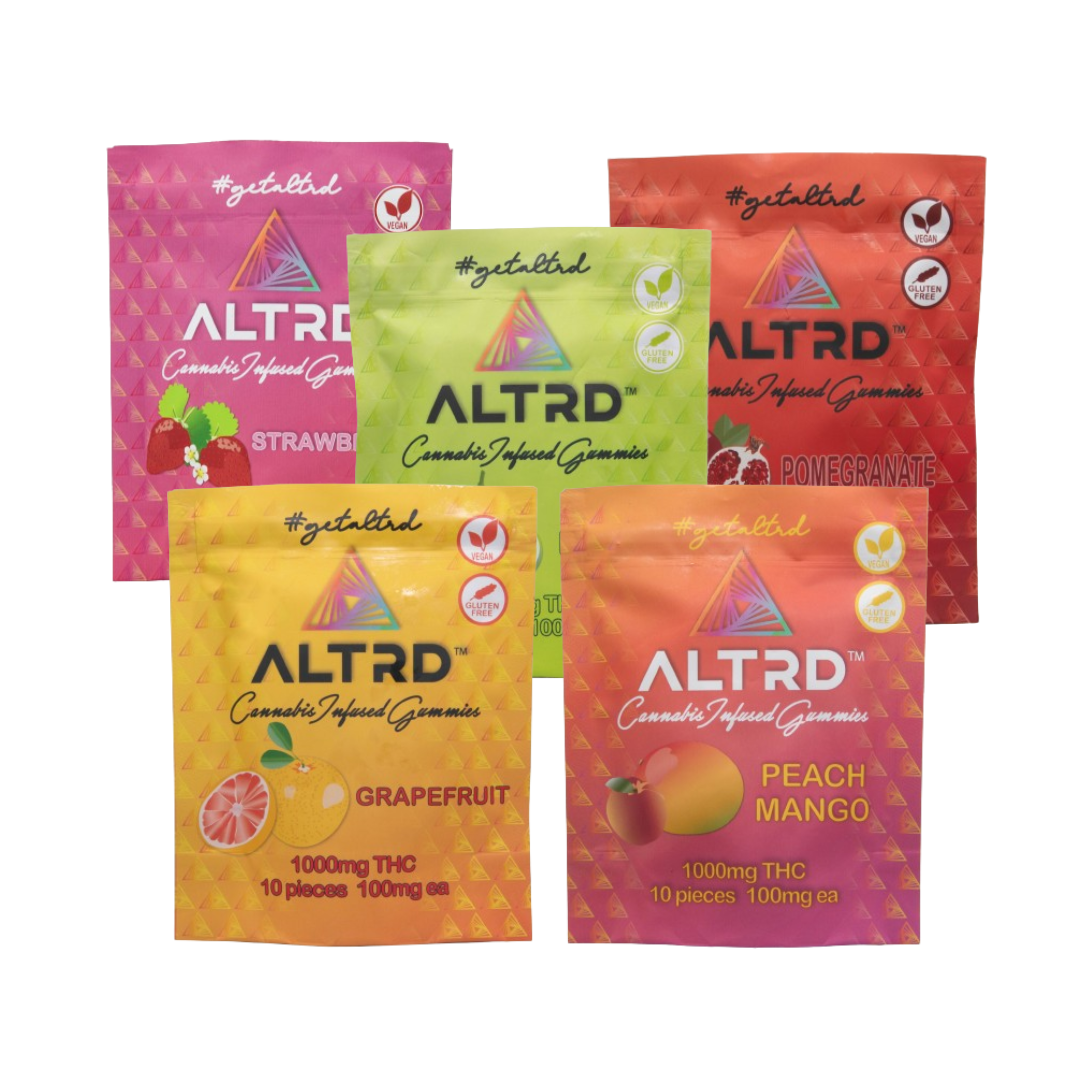 #getaltrd
VEGAN
ALTRD
Cannabis Infused
#getaltrd
VEGAN
GLUTEN
FREE
ALTRD™
Cannabis Infused Gummies
#getaltrd
VEGAN
GLUTEN
FREE
ALTRD™
Infused Gummies
POMEGRANATE
#getaltrd
VEGAN
GLUTEN
FREE
ALTRD™
Cannabis Infused Gummies
GRAPEFRUIT
1000mg THC
10 pieces 100mg ea
#getaltrd
VEGAN
GLUTEN
FREE
ALTRD™
Cannabis Infused Gummies
PEACH
MANGO
1000mg THC
10 pieces 100mg ea